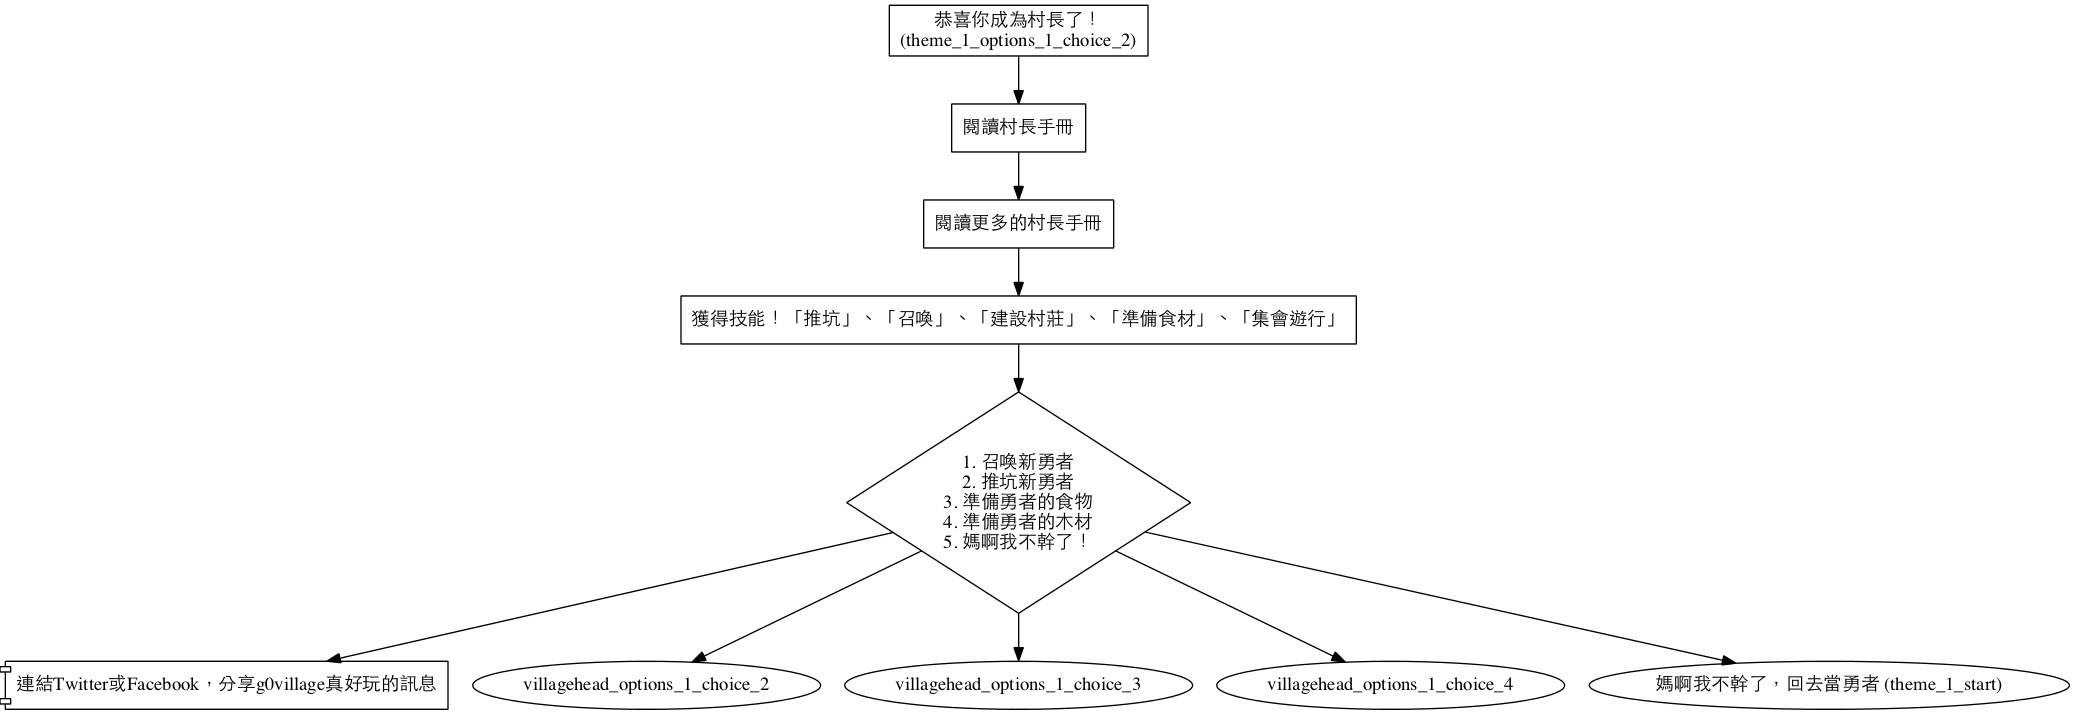 恭喜你成為村長了！
(theme_1_options_1_choice_2)
閱讀村長手冊
閱讀更多的村長手冊
獲得技能！「推坑」、「召喚」、「建設村莊」、「準備食材」、「集會遊行」
1. 召喚新勇者
2. 推坑新勇者
3. 準備勇者的食物
4. 準備勇者的木材
5. 媽啊我不幹了！
連結Twitter或Facebook，分享g0village真好玩的訊息
villagehead_options_1_choice_2
villagehead_options_1_choice_3
villagehead_options_1_choice_4
媽啊我不幹了，回去當勇者 (theme_1_start)